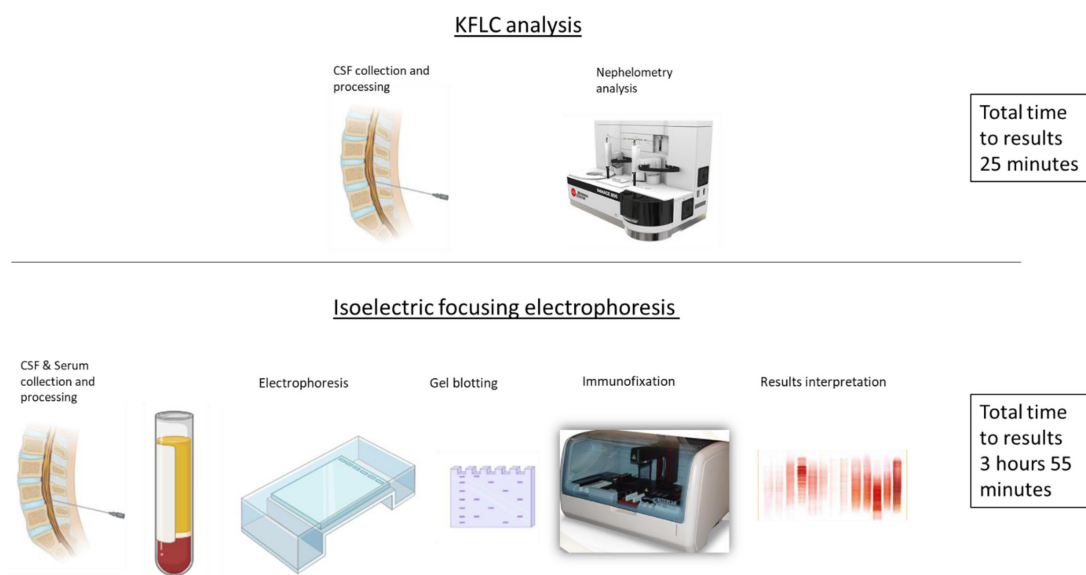 KFLC analysis
CSF collection and
processing
Nephelometry
analysis
Total time
to results
25 minutes
Isoelectric focusing electrophoresis
CSF & Serum
collection and
processing
Electrophoresis
Gel blotting
Immunofixation
Results interpretation
Total time
to results
3 hours 55
minutes